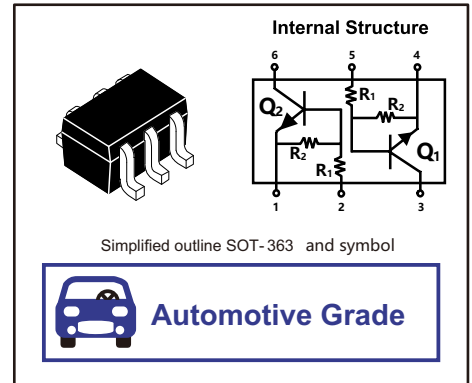 Internal Structure
6 5 4
R1
R2
Q2
R2
R1
Q1
1 2 3
Simplified outline SOT-363 and symbol
Automotive Grade